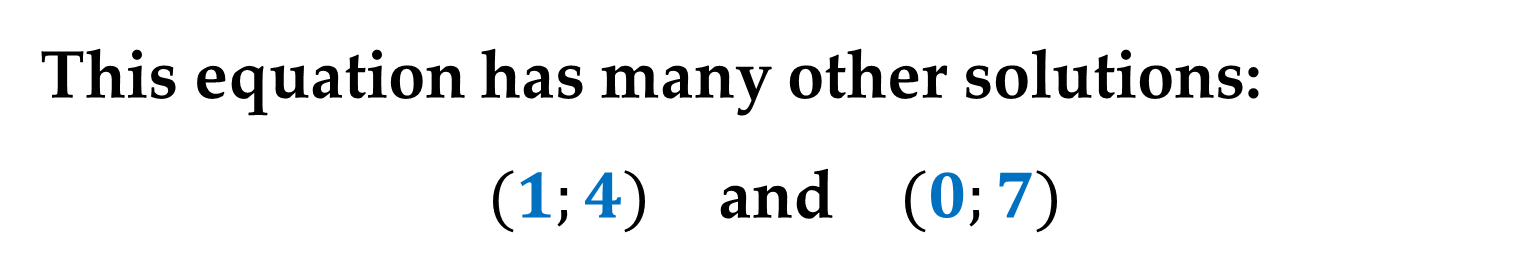 This equation has many other solutions:
(1; 4) and (0; 7)